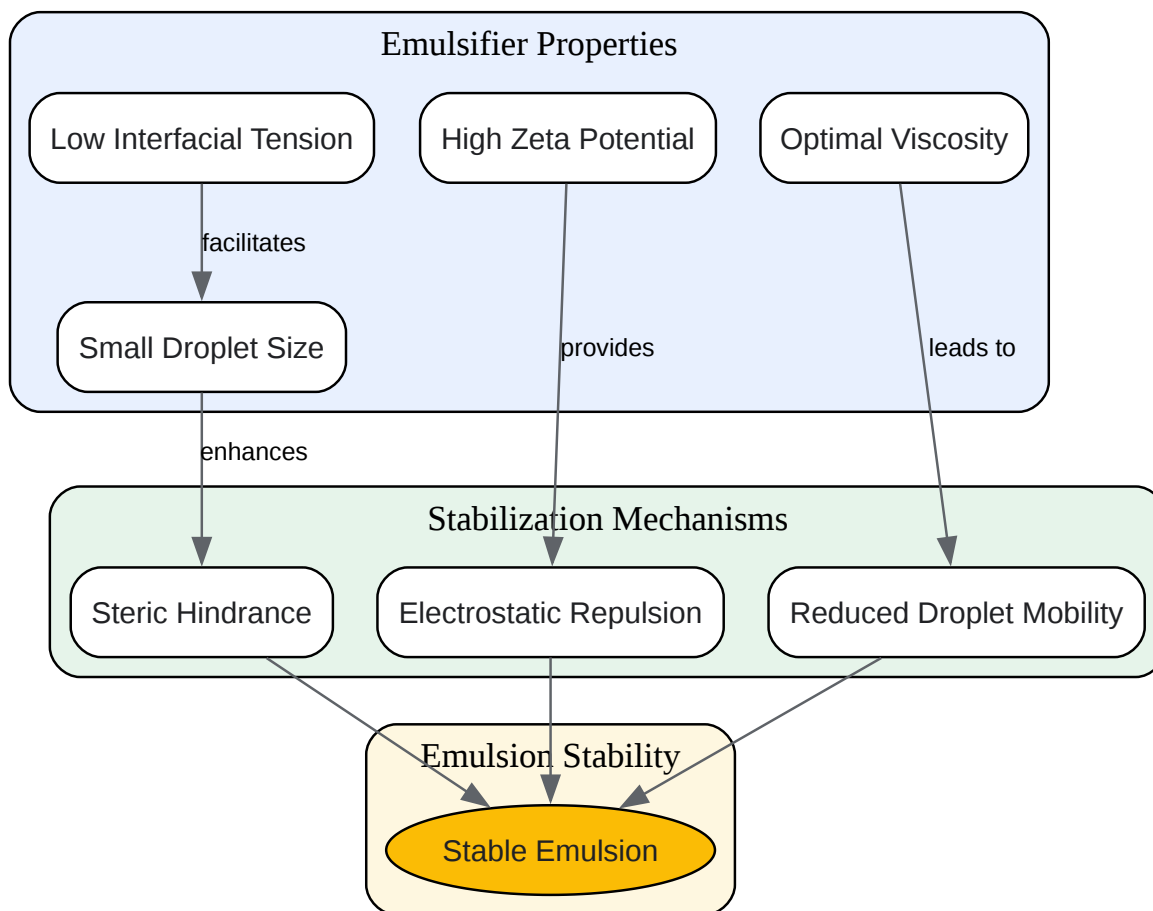 Emulsifier Properties
Low Interfacial Tension
High Zeta Potential
Optimal Viscosity
facilitates
Small Droplet Size
provides
leads to
enhances
Stabilization Mechanisms
Steric Hindrance
Electrostatic Repulsion
Reduced Droplet Mobility
Emulsion Stability
Stable Emulsion